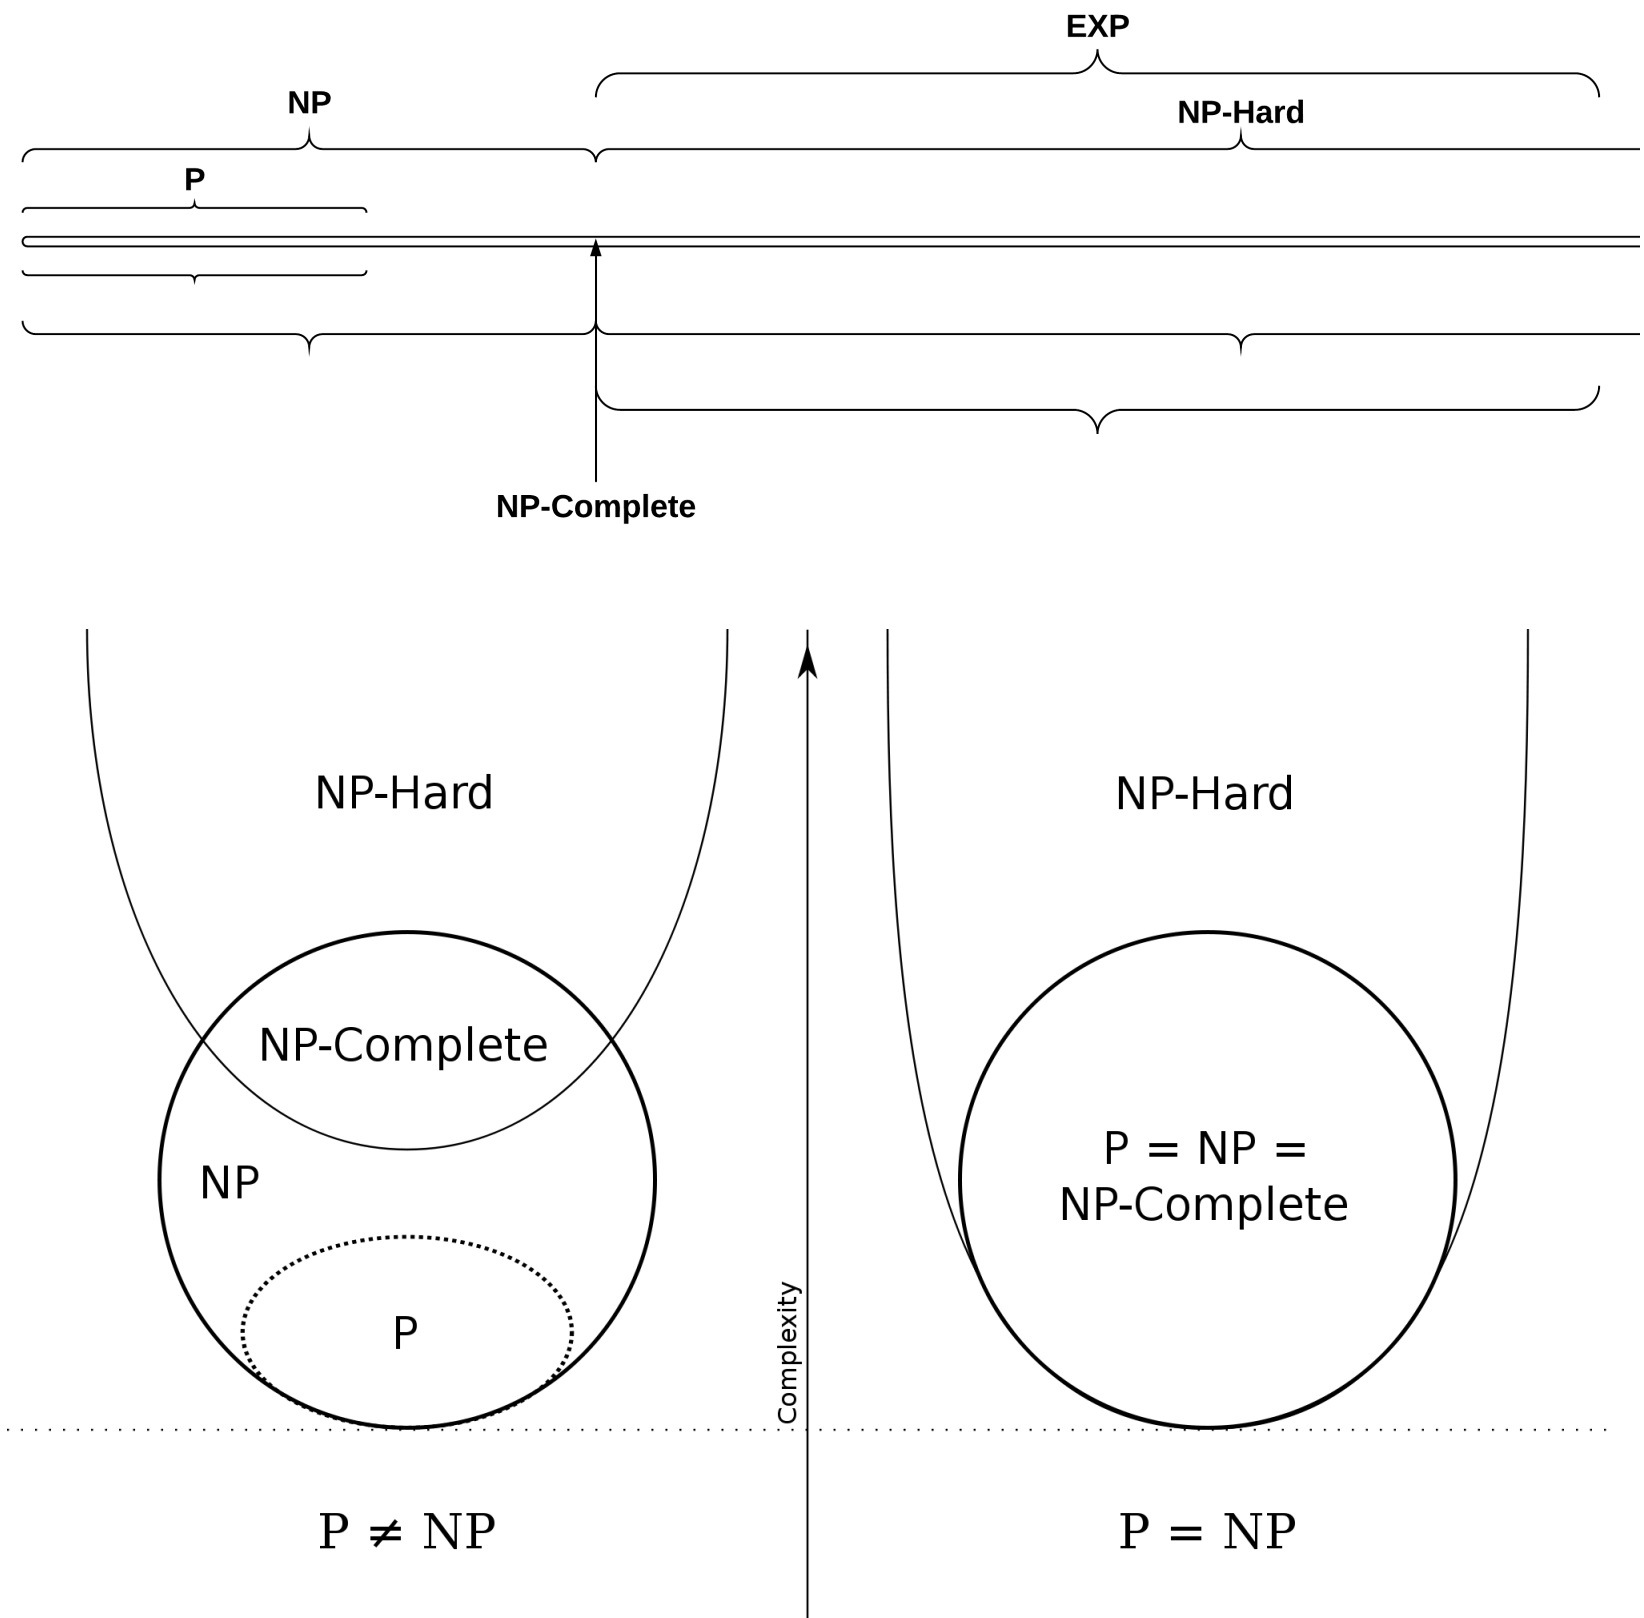 EXP
NP
NP-Hard
P
NP-Complete
NP-Hard
NP-Complete
NP
P
Complexity
NP-Hard
P = NP =
NP-Complete
P ≠ NP
P = NP